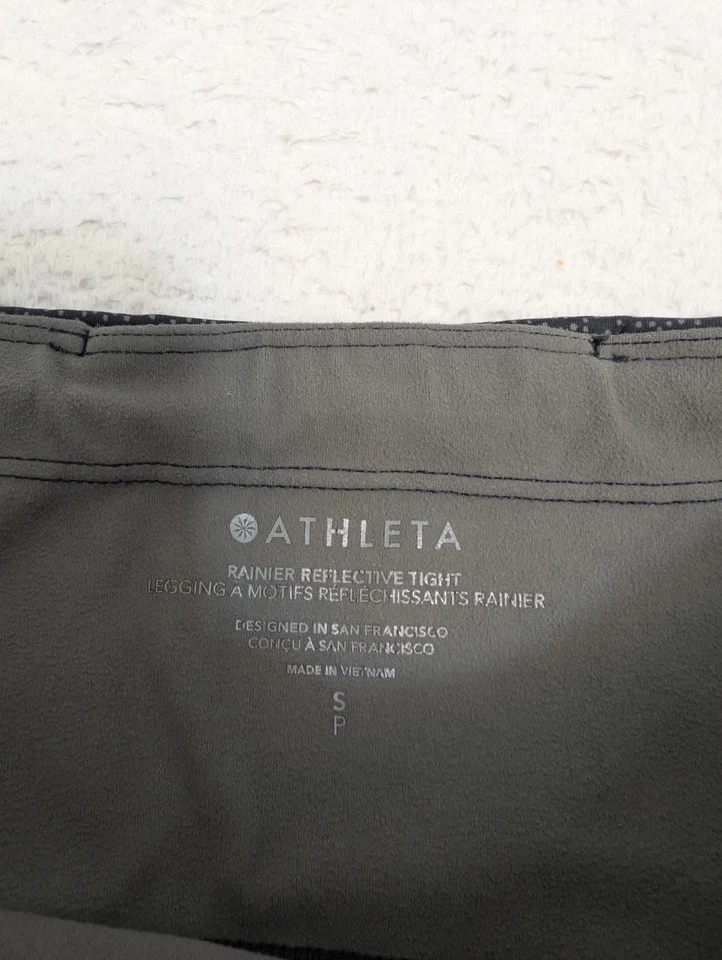 ATHLETA
RAINIER REFLECTIVE TIGHT
LEGGING A MOTIFS RÉFLÉCHISSANTS RAINIER
DESIGNED IN SAN FRANCISCO
CONÇU À SAN FRANCISCO
MADE IN VIETNAM
S
P